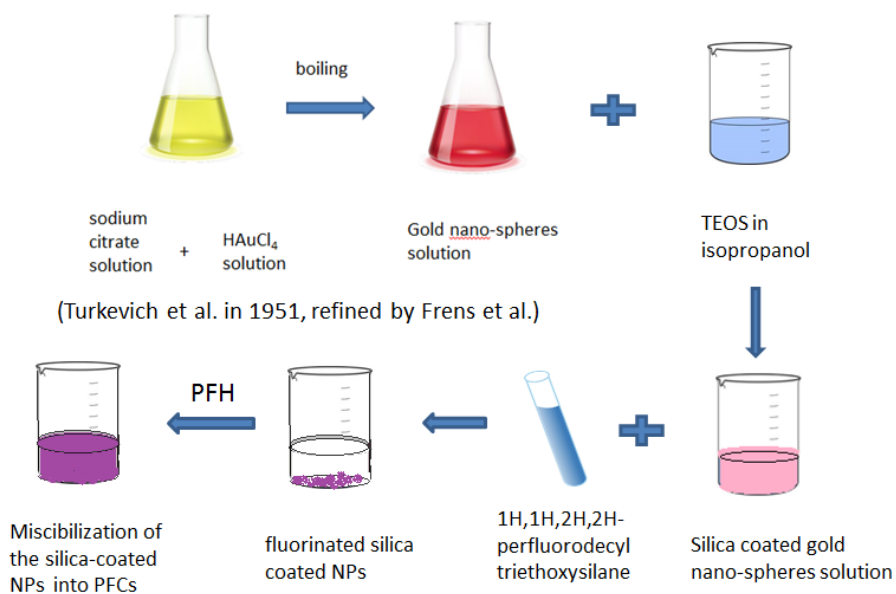 boiling
sodium
citrate
solution
+
HAuCl₄
solution
Gold nano-spheres
solution
TEOS in
isopropanol
(Turkevich et al. in 1951, refined by Frens et al.)
PFH
Miscibilization of
the silica-coated
NPs into PFCs
fluorinated silica
coated NPs
1H,1H,2H,2H-
perfluorodecyl
triethoxysilane
Silica coated gold
nano-spheres solution